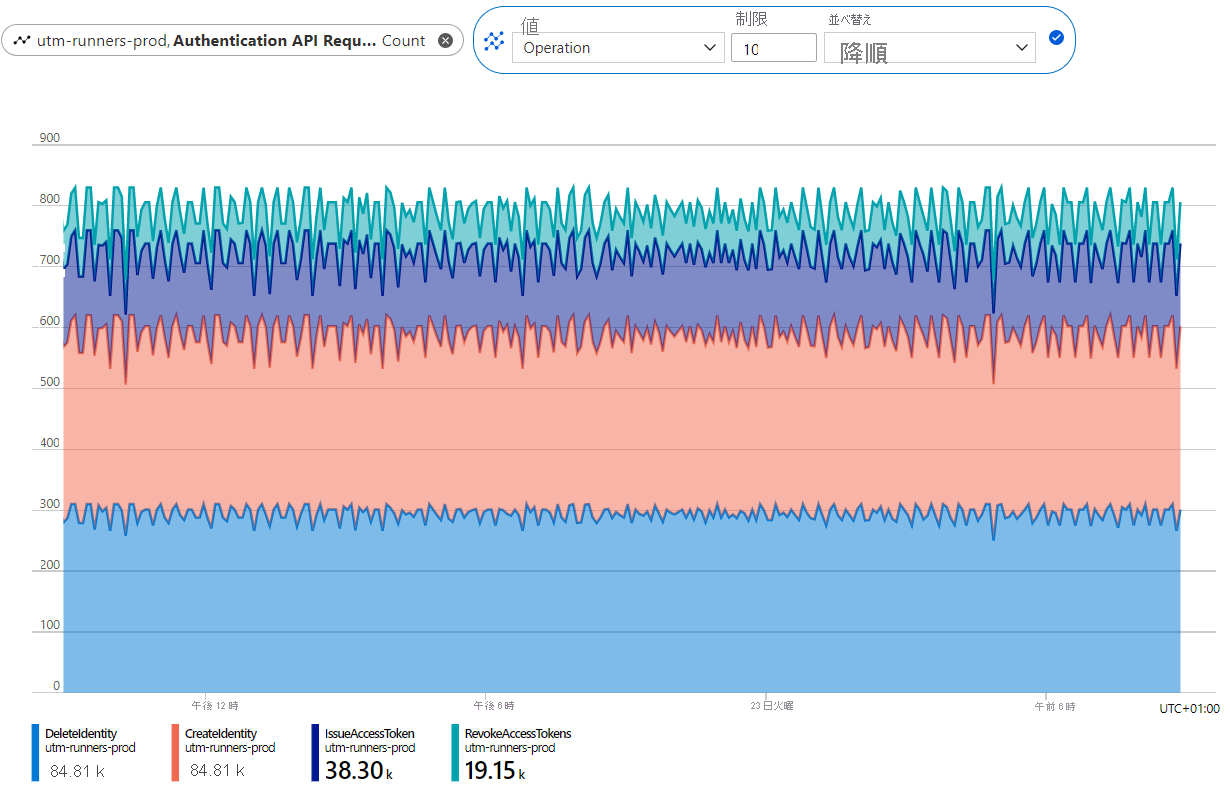 utm-runners-prod, Authentication API Requ... Count
値
Operation
制限
10
並べ替え
降順
900
800
700
600
500
400
300
200
100
0
午後 12 時
午後 6 時
23 日火曜
午前 6 時
UTC+01:00
DeleteIdentity
utm-runners-prod
84.81 k
CreateIdentity
utm-runners-prod
84.81 k
IssueAccessToken
utm-runners-prod
38.30 k
RevokeAccessTokens
utm-runners-prod
19.15 k